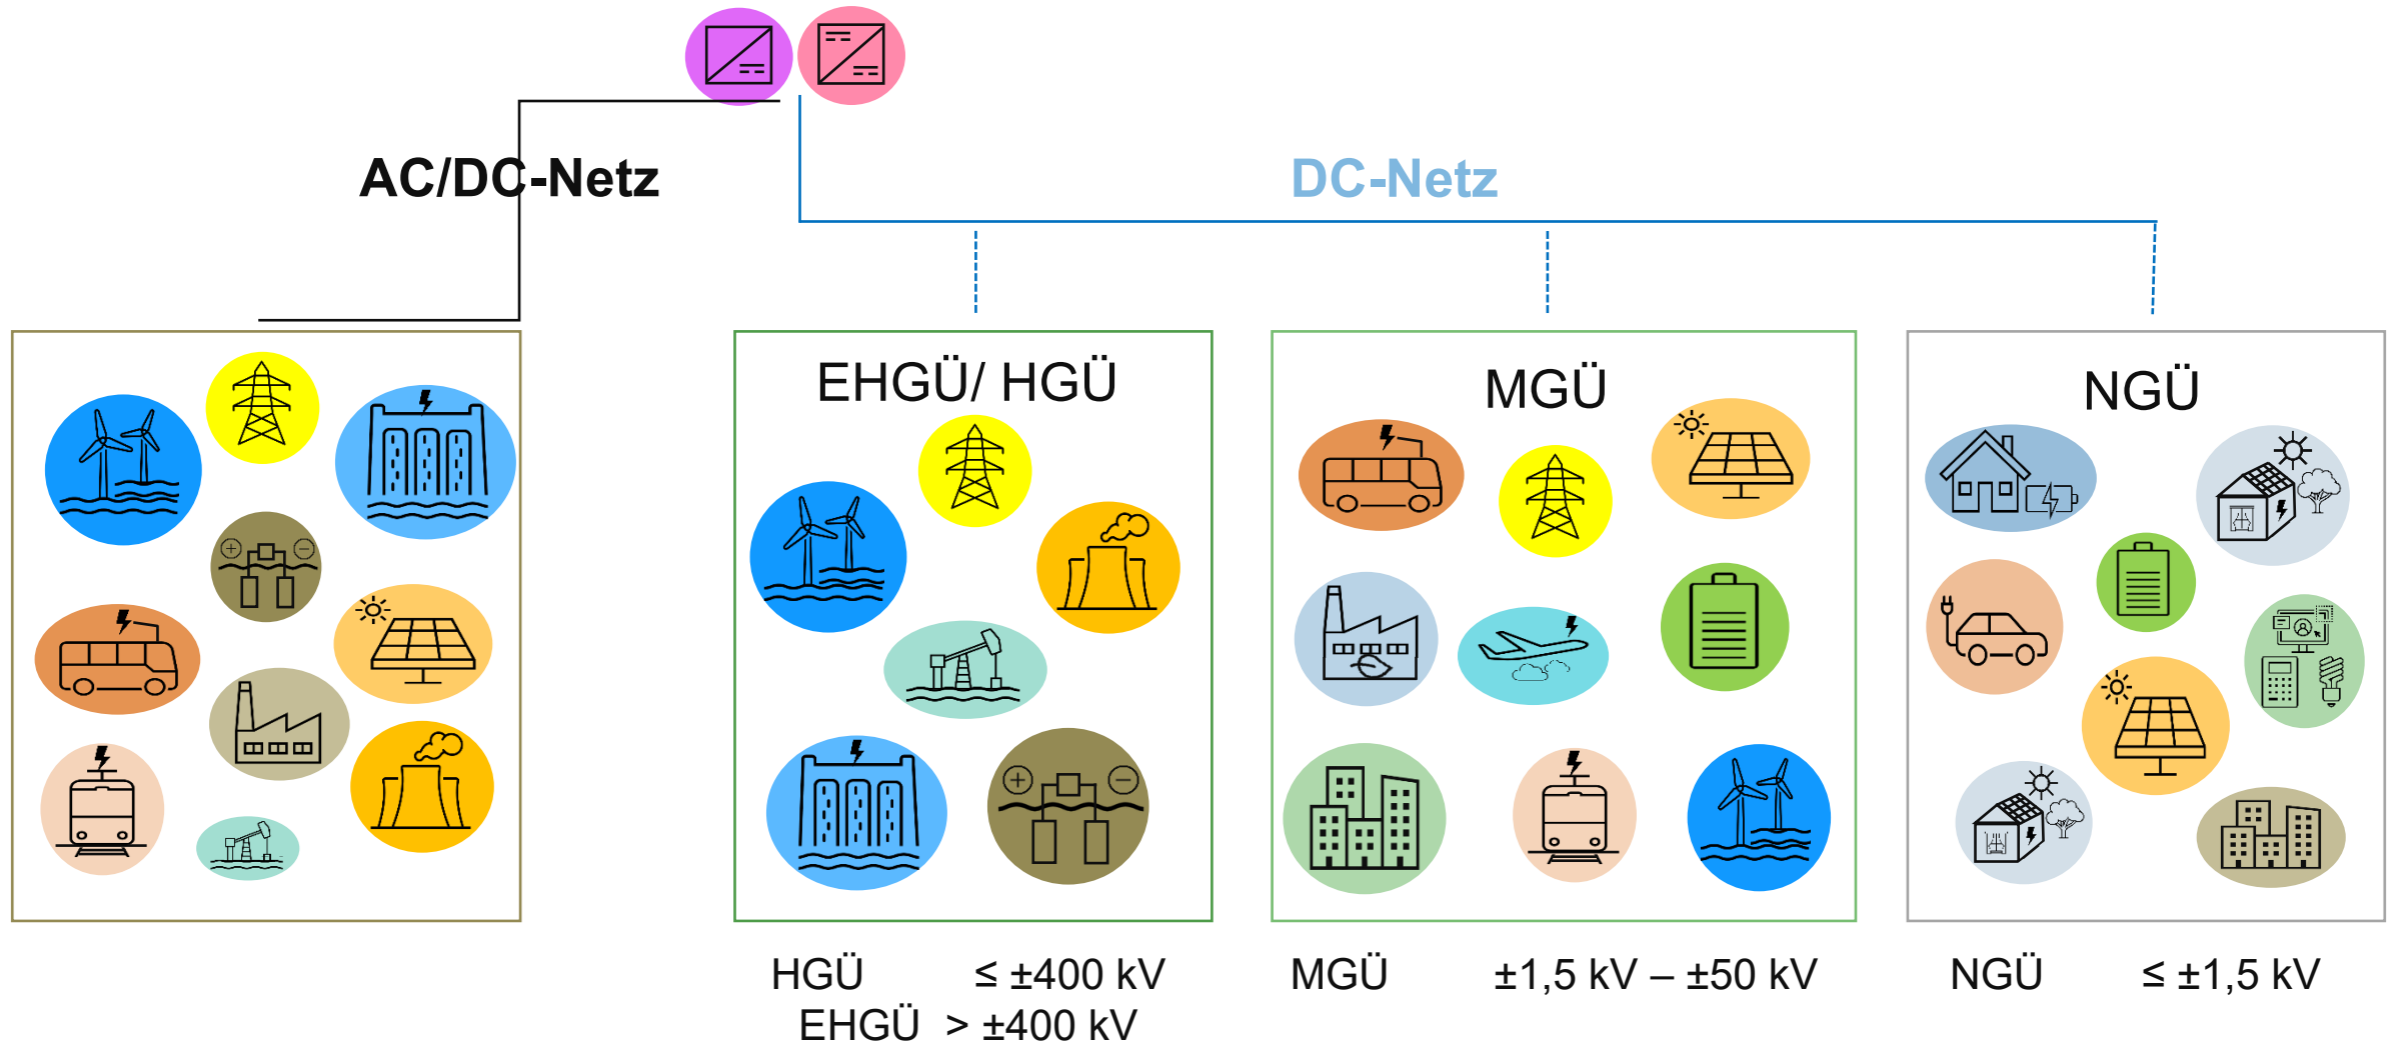 AC/DC-Netz
DC-Netz
EHGÜ/ HGÜ
MGÜ
NGÜ
HGÜ ≤ ±400 kV
EHGÜ > ±400 kV
MGÜ ±1,5 kV – ±50 kV
NGÜ ≤ ±1,5 kV